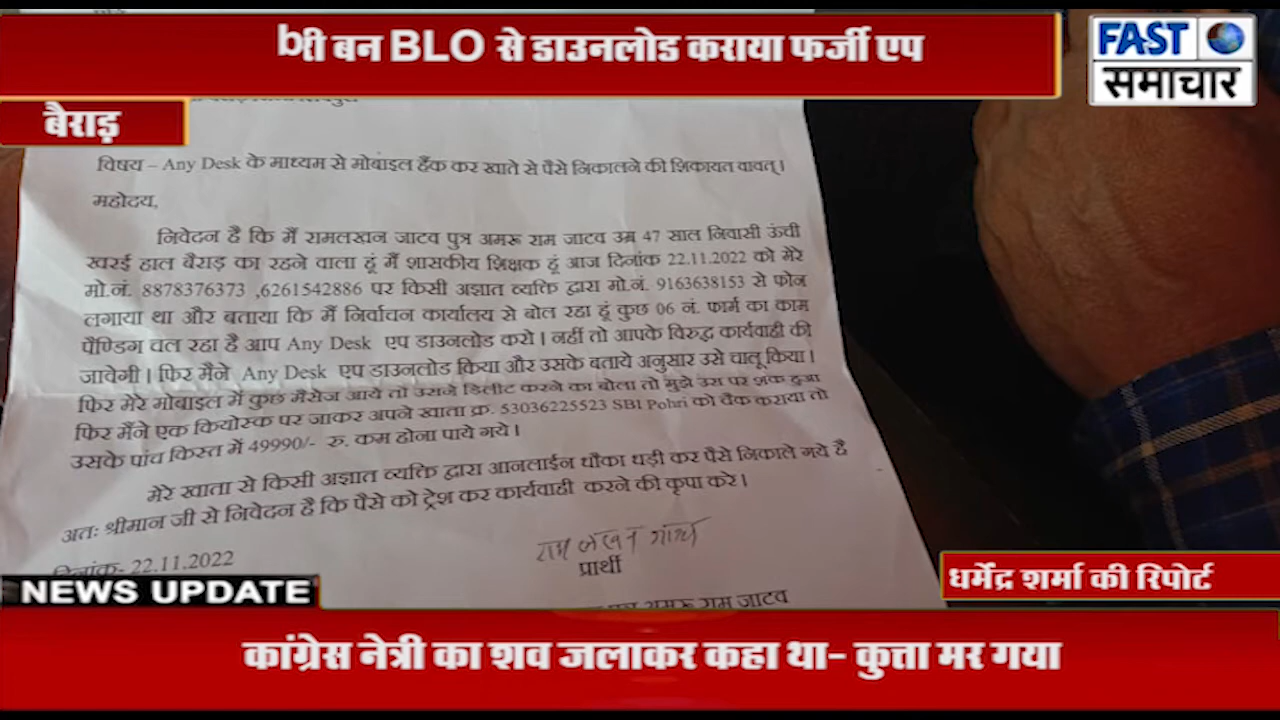 री बन BLO से डाउनलोड कराया फर्जी एप
FAST
समाचार
बैराड़
विषय – Any Desk के माध्यम से मोबाइल हैंक कर खाते से पैसे निकालने की शिकायत वावत्।
महोदय,
निवेदन है कि मैं रामलखन जाटव पुत्र अमरू राम जाटव उम्र 47 साल निवासी ऊंची
खरई हाल बैराड़ का रहने वाला हूं मैं शासकीय शिक्षक हूं आज दिनांक 22.11.2022 को मेरे
मो.नं. 8878376373 ,6261542886 पर किसी अज्ञात व्यक्ति द्वारा मो.नं. 9163638153 से फोन
लगाया था और बताया कि मैं निर्वाचन कार्यालय से बोल रहा हूं कुछ 06 नं. फार्म का काम
पैण्डिग चल रहा है आप Any Desk एप डाउनलोड करो। नहीं तो आपके विरुद्ध कार्यवाही की
जावेगी। फिर मैंने Any Desk एप डाउनलोड किया और उसके बताये अनुसार उसे चालू किया।
फिर मेरे मोबाइल में कुछ मैसेज आये तो उसने डिलीट करने का बोला तो मुझे उस पर शक हुआ
फिर मैंने एक कियोस्क पर जाकर अपने खाता क्र. 53036225523 SBI Pohri को चैक कराया तो
उसके पांच किस्त में 49990/- रु. कम होना पाये गये।
मेरे खाता से किसी अज्ञात व्यक्ति द्वारा आनलाईन धौका धड़ी कर पैसे निकाले गये है
अतः श्रीमान जी से निवेदन है कि पैसे को ट्रेश कर कार्यवाही करने की कृपा करे।
दिनांक- 22.11.2022
प्रार्थी
पुत्र अमरू राम जाटव
NEWS UPDATE
धर्मेद्र शर्मा की रिपोर्ट
कांग्रेस नेत्री का शव जलाकर कहा था- कुत्ता मर गया